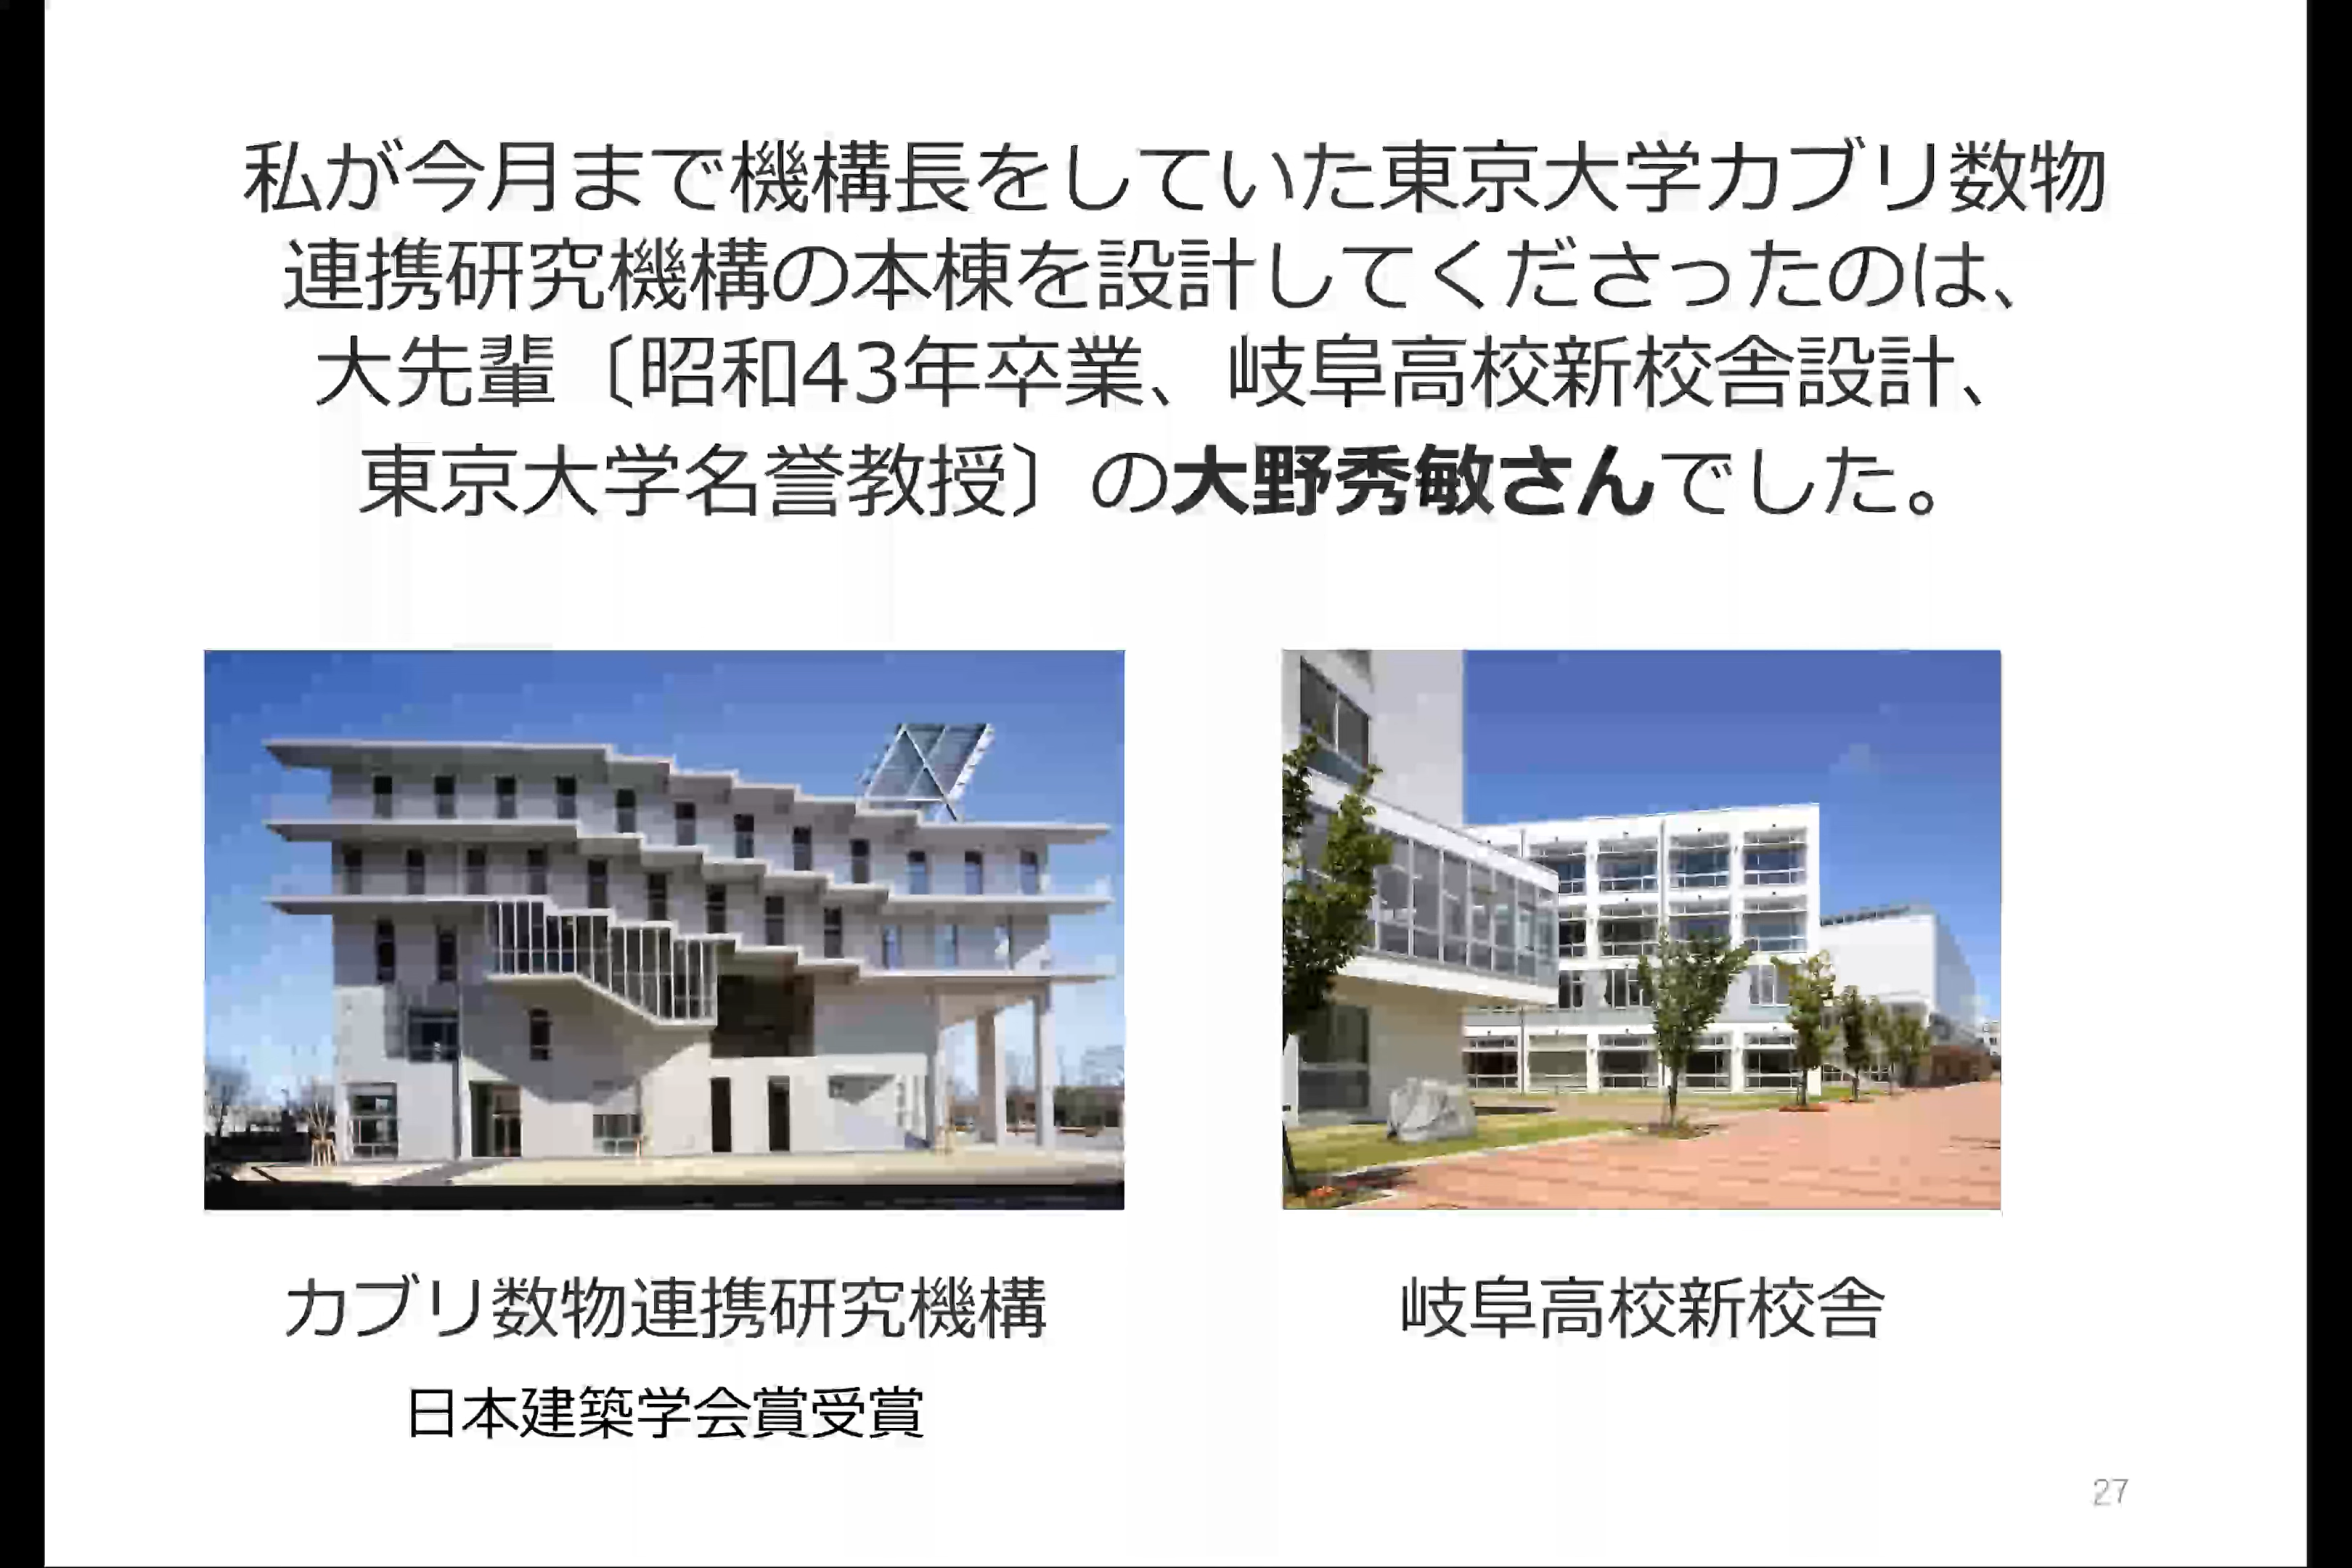 私が今月まで機構長をしていた東京大学カブリ数物
連携研究機構の本棟を設計してくださったのは、
大先輩〔昭和43年卒業、岐阜高校新校舎設計、
東京大学名誉教授〕の大野秀敏さんでした。
カブリ数物連携研究機構
岐阜高校新校舎
日本建築学会賞受賞
27